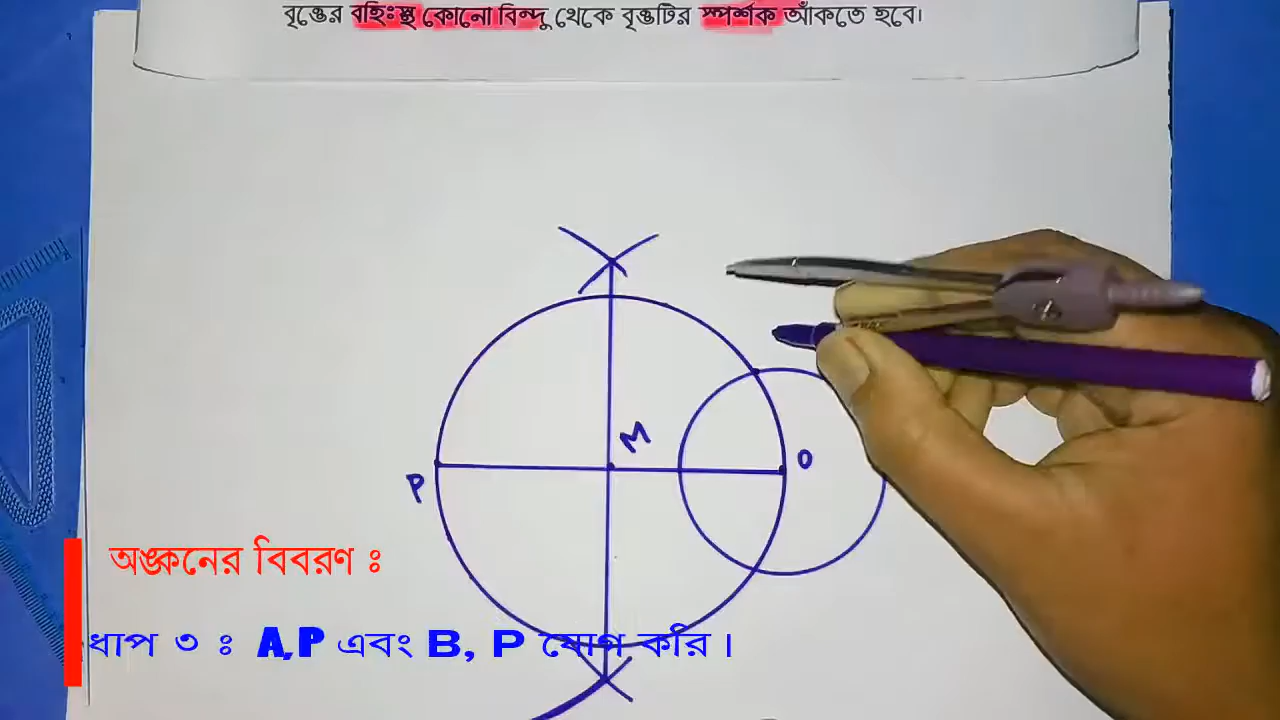 বৃত্তের বহিঃস্থ কোনো বিন্দু থেকে বৃত্তটির স্পর্শক আঁকতে হবে।
M
O
P
অঙ্কনের বিবরণ ঃ
ধাপ ৩ ঃ A,P এবং B, P যোগ করি।